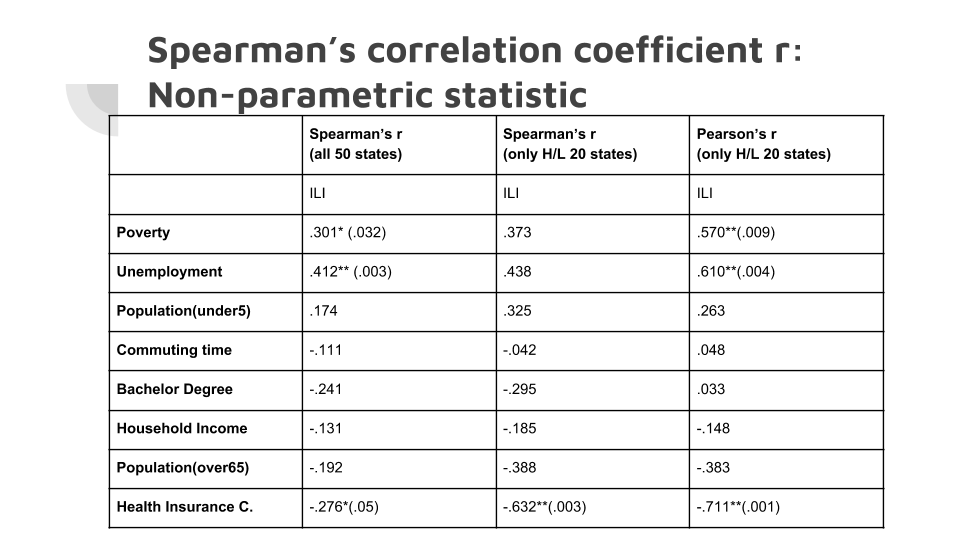 Spearman’s correlation coefficient r:
Non-parametric statistic
Spearman’s r
(all 50 states)
Spearman’s r
(only H/L 20 states)
Pearson’s r
(only H/L 20 states)
ILI ILI ILI
Poverty .301* (.032) .373 .570**(.009)
Unemployment .412** (.003) .438 .610**(.004)
Population(under5) .174 .325 .263
Commuting time -.111 -.042 .048
Bachelor Degree -.241 -.295 .033
Household Income -.131 -.185 -.148
Population(over65) -.192 -.388 -.383
Health Insurance C. -.276*(.05) -.632**(.003) -.711**(.001)